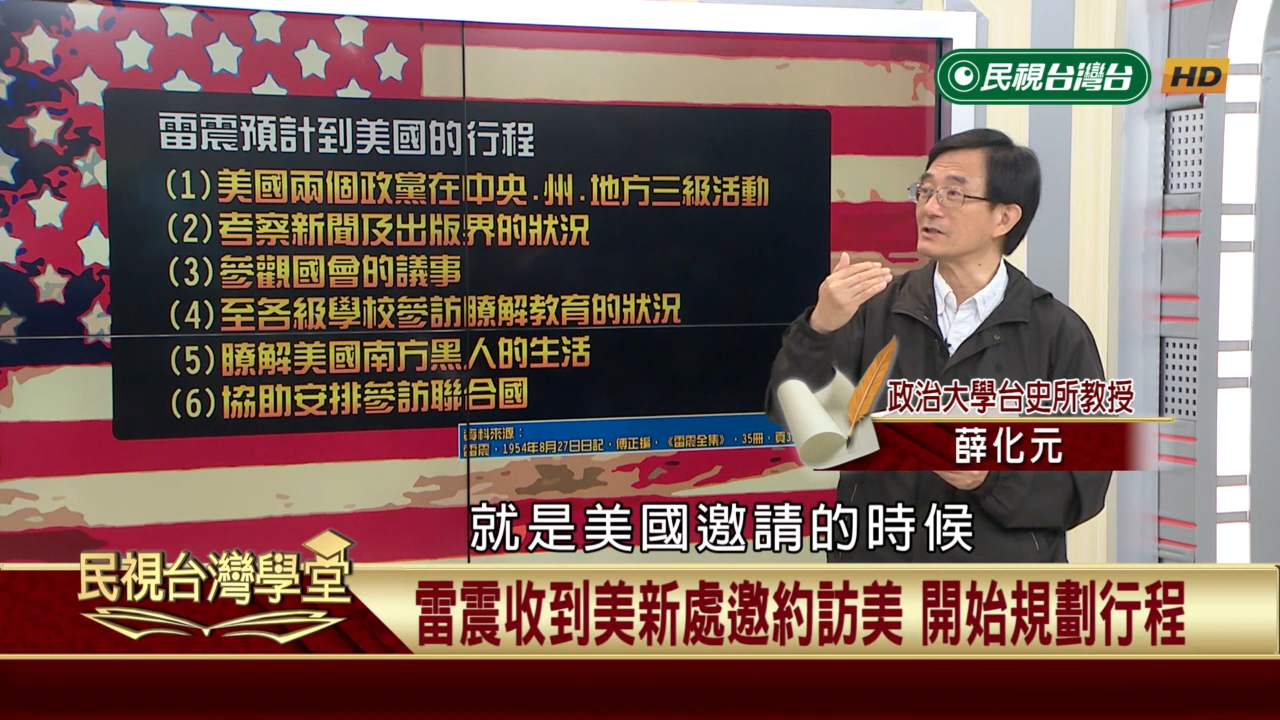 民視台灣台 HD
雷震預計到美國的行程
(1)美國兩個政黨在中央.州.地方三級活動
(2)考察新聞及出版界的狀況
(3)參觀國會的議事
(4)至各級學校參訪瞭解教育的狀況
(5)瞭解美國南方黑人的生活
(6)協助安排參訪聯合國
資料來源：
雷震，1954年8月27日日記，傅正編，《雷震全集》，35冊，頁
政治大學台史所教授
薛化元
就是美國邀請的時候
民視台灣學堂
雷震收到美新處邀約訪美 開始規劃行程